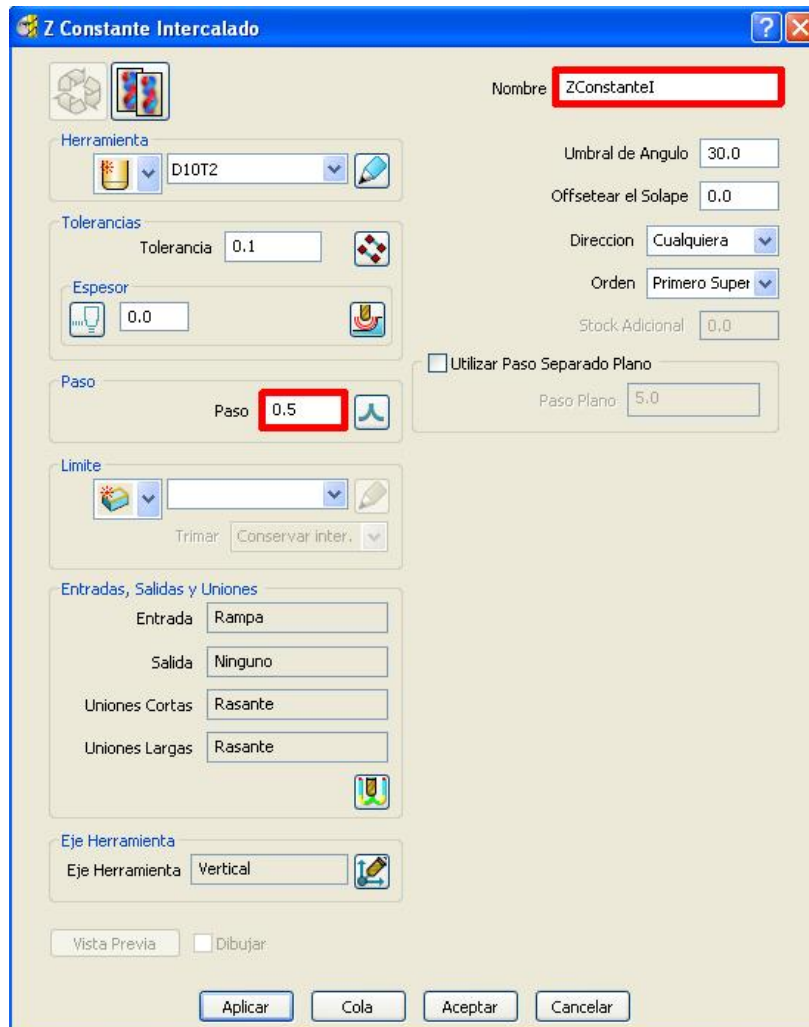 Z Constante Intercalado
Nombre ZConstanteI
Herramienta
D10T2
Umbral de Angulo 30.0
Offsetear el Solape 0.0
Tolerancias
Tolerancia 0.1
Direccion Cualquiera
Orden Primero Super
Espesor
0.0
Stock Adicional 0.0
Utilizar Paso Separado Plano
Paso Plano 5.0
Paso
Paso 0.5
Limite
Trimar Conservar inter.
Entradas, Salidas y Uniones
Entrada Rampa
Salida Ninguno
Uniones Cortas Rasante
Uniones Largas Rasante
Eje Herramienta
Eje Herramienta Vertical
Vista Previa Dibujar
Aplicar Cola Aceptar Cancelar